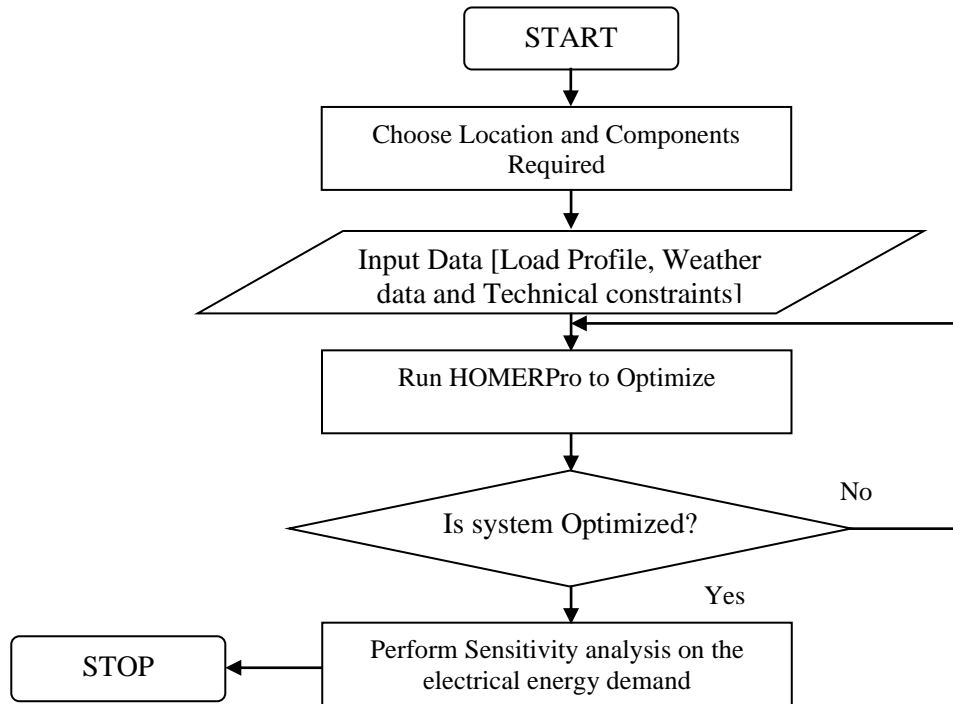 START
Choose Location and Components
Required
Input Data [Load Profile, Weather
data and Technical constraints]
Run HOMERPro to Optimize
No
Is system Optimized?
Yes
Perform Sensitivity analysis on the
electrical energy demand
STOP